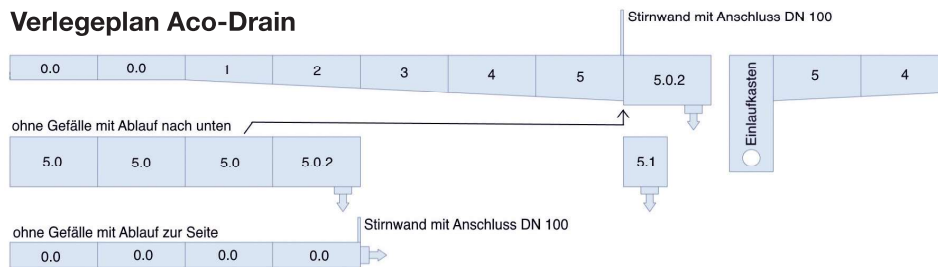 Verlegeplan Aco-Drain
Stirnwand mit Anschluss DN 100
0.0 0.0 1 2 3 4 5 5.0.2 Einlaufkasten 5 4
ohne Gefälle mit Ablauf nach unten
5.0 5.0 5.0 5.0.2 5.1
ohne Gefälle mit Ablauf zur Seite
Stirnwand mit Anschluss DN 100
0.0 0.0 0.0 0.0